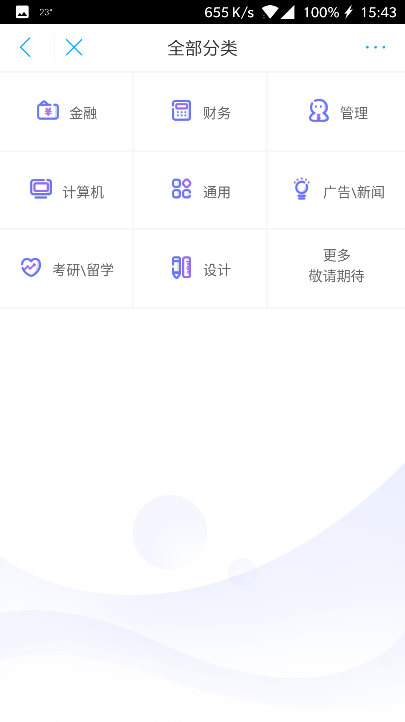 23° 655 K/s 100% 15:43
全部分类
金融 财务 管理
计算机 通用 广告\新闻
考研\留学 设计 更多
敬请期待